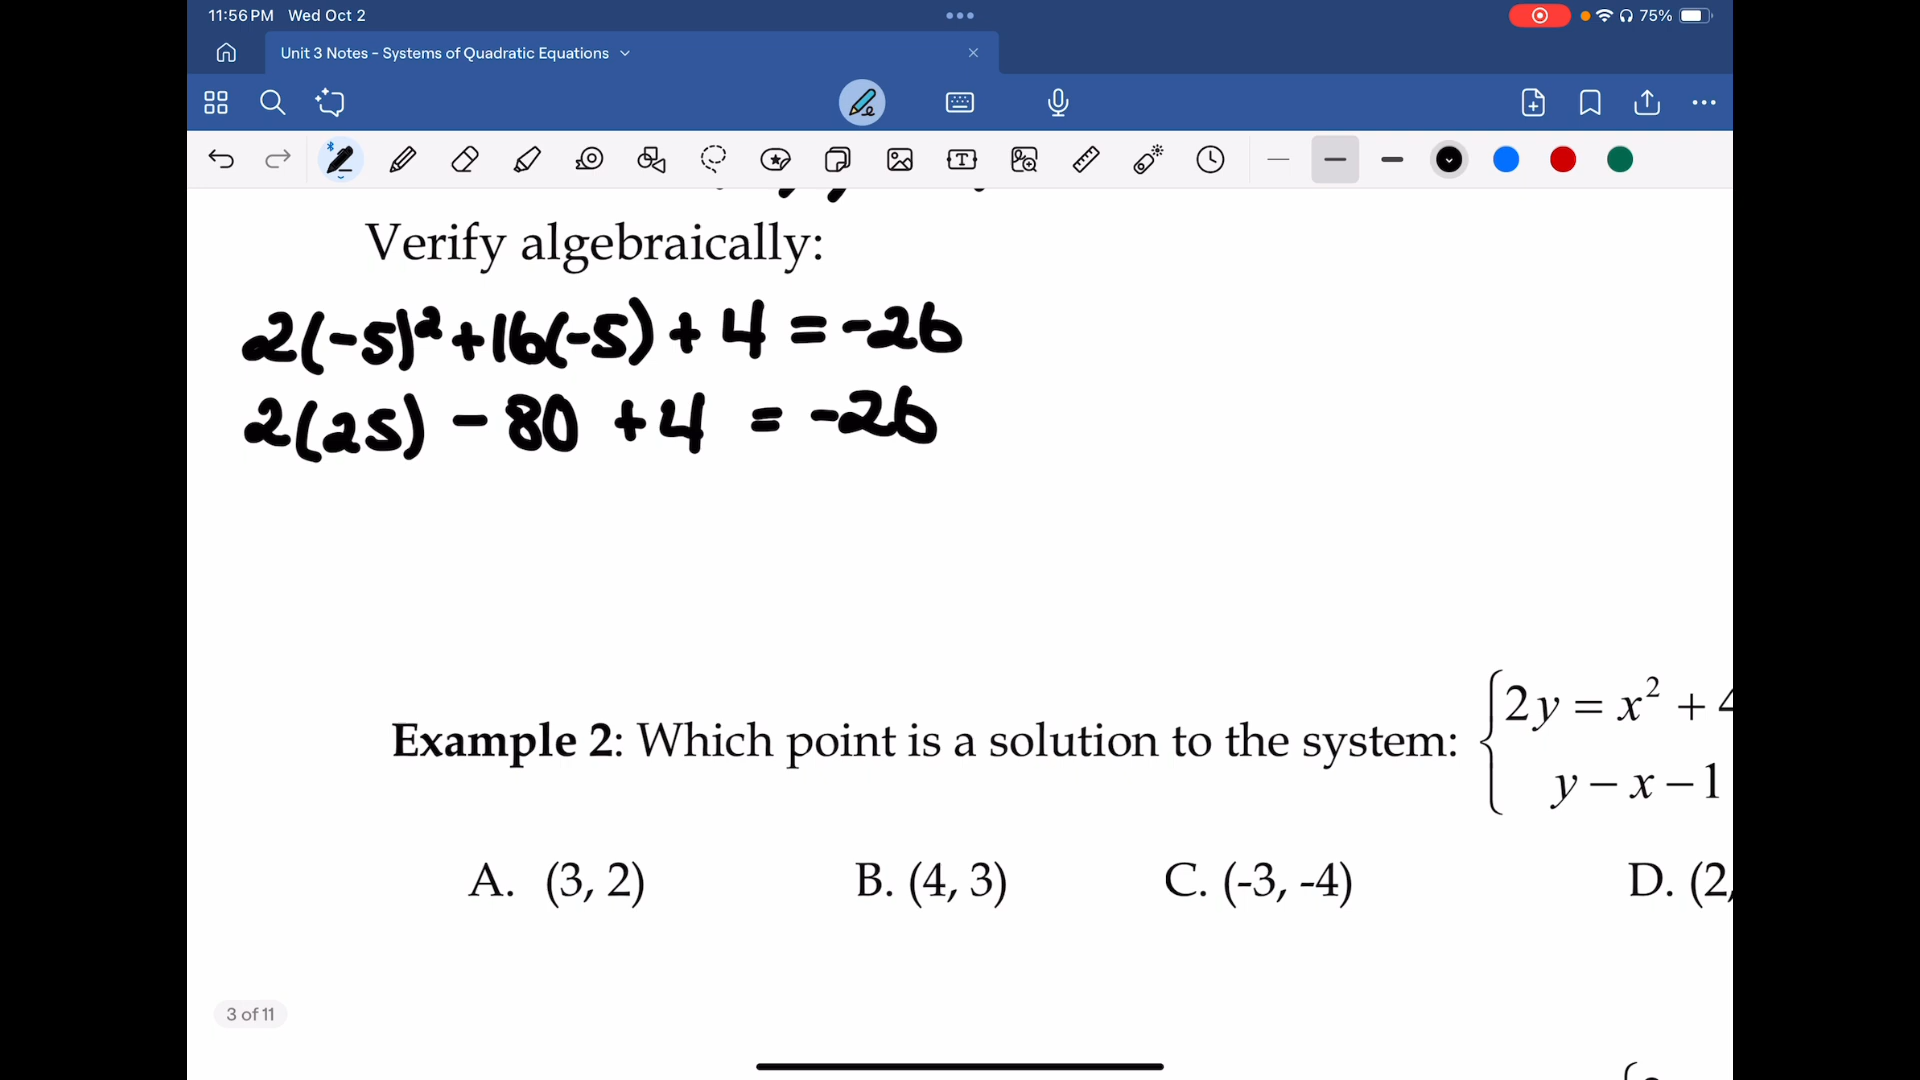 11:56 PM Wed Oct 2
75%
Unit 3 Notes - Systems of Quadratic Equations
Verify algebraically:
2(-5)² + 16(-5) + 4 = -26
2(25) - 80 + 4 = -26
2y = x² + 4
Example 2: Which point is a solution to the system:
y - x - 1
A. (3, 2) B. (4, 3) C. (-3, -4) D. (2,
3 of 11